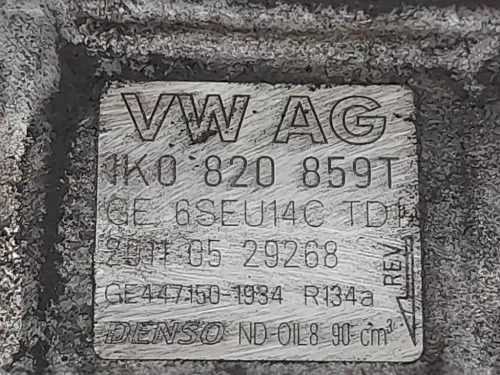 VW AG
1K0 820 859T
GE 6SEU14C TD1
2011 05 29268
REV.
GE447150-1934 R134a
DENSO ND-OIL8 90 cm³